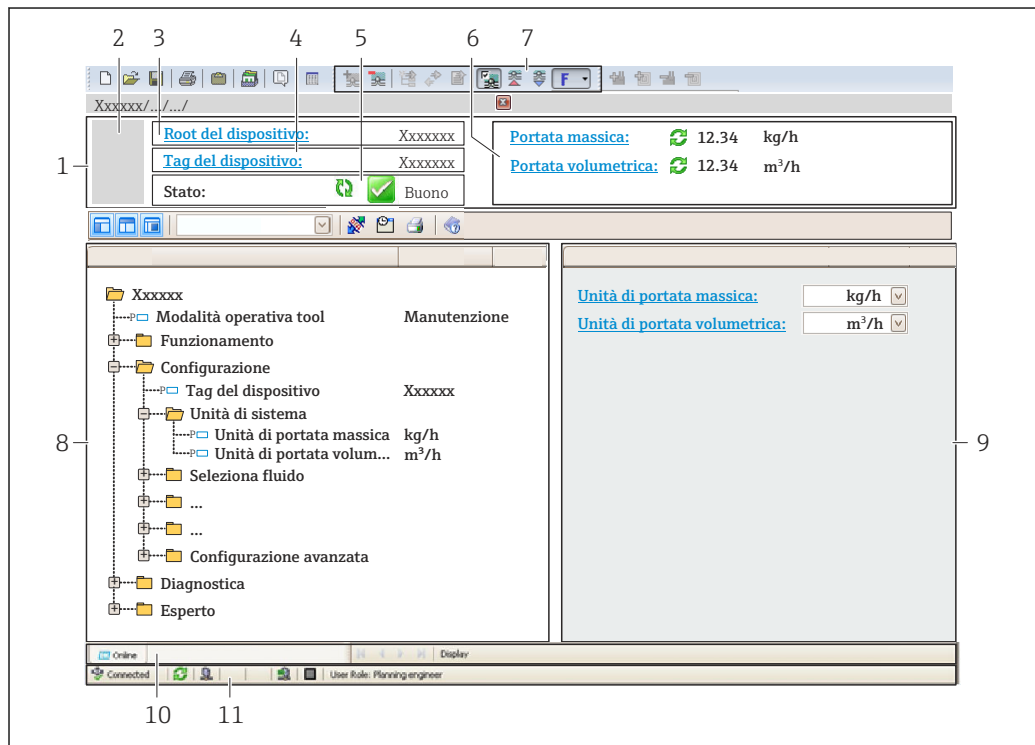 2 3 4 5 6 7
F
Xxxxxx/.../.../
1
Root del dispositivo: Xxxxxxx
Tag del dispositivo: Xxxxxxx
Stato: Buono
Portata massica: 12.34 kg/h
Portata volumetrica: 12.34 m³/h
Xxxxxx
P Modalità operativa tool Manutenzione
Funzionamento
Configurazione
P Tag del dispositivo Xxxxxx
Unità di sistema
P Unità di portata massica kg/h
P Unità di portata volum... m³/h
Seleziona fluido
...
...
Configurazione avanzata
Diagnostica
Esperto
8
Unità di portata massica: kg/h
Unità di portata volumetrica: m³/h
9
Online Display
Connected User Role: Planning engineer
10 11